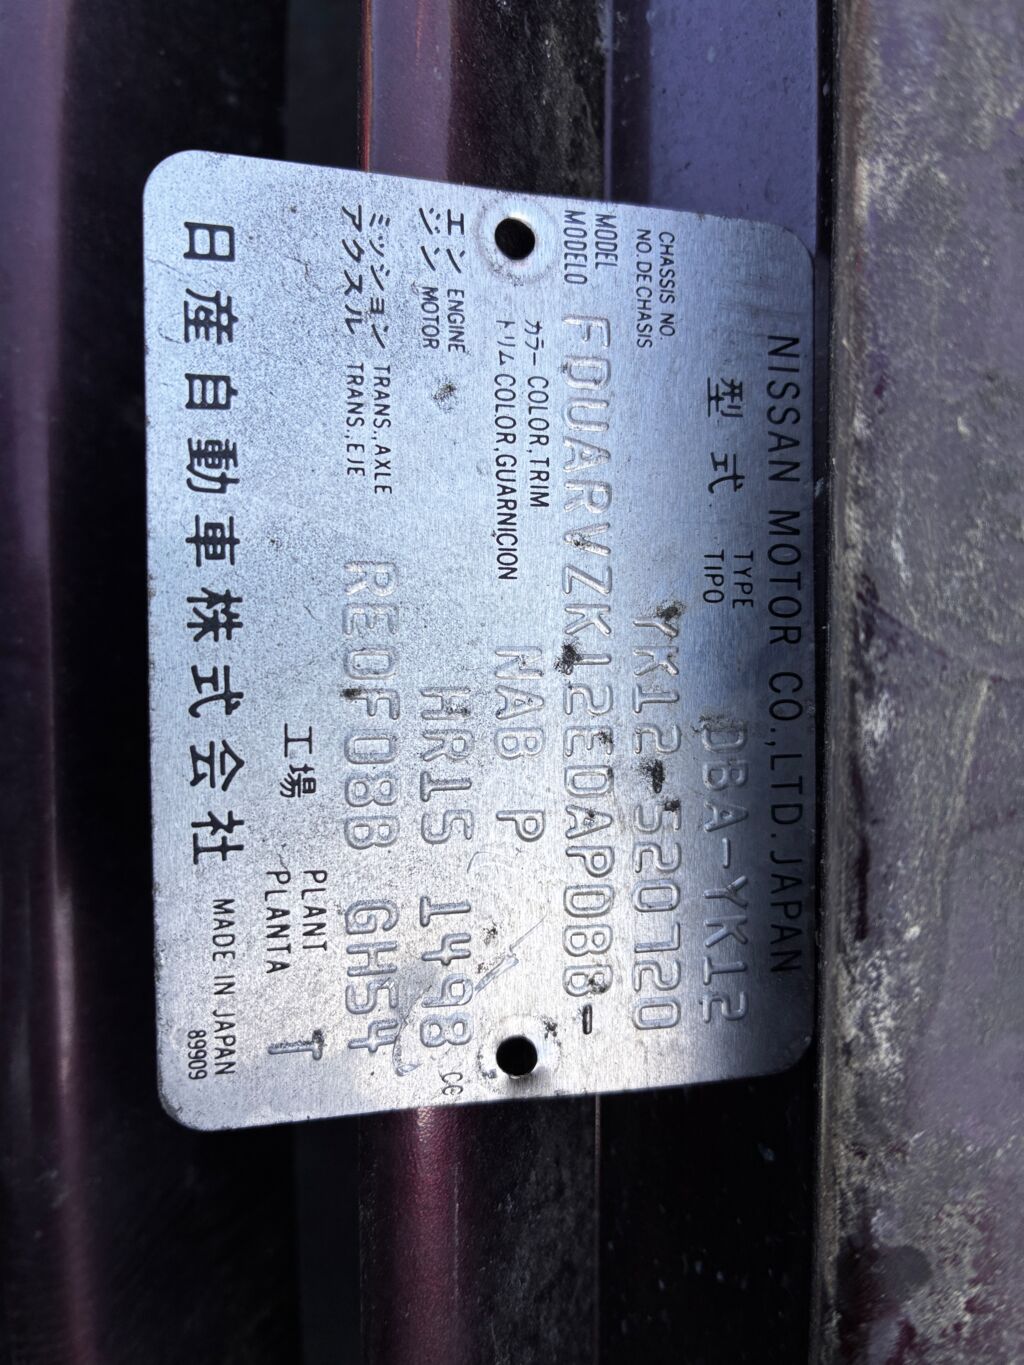 NISSAN MOTOR CO.,LTD. JAPAN
型式 TYPE TIPO DBA-YK12
CHASSIS NO.
NO. DE CHASIS YK12-520720
MODEL
MODELO FDUARVZK12EDAPDBB-
カラー COLOR,TRIM
トリム COLOR,GUARNICION NAB P
エン ENGINE
ジン MOTOR HR15 1498 CC
ミッション TRANS.,AXLE
アクスル TRANS,EJE RE0F08B GH54
工場 PLANT
PLANTA T
日産自動車株式会社 MADE IN JAPAN
89909